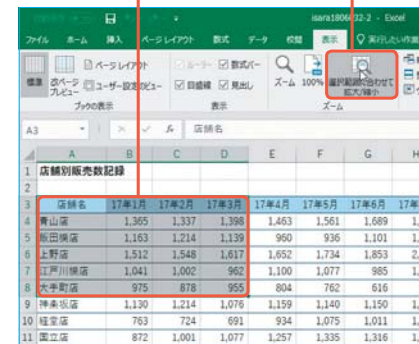 isara1806032-2 - Excel
ファイル ホーム 挿入 ページ レイアウト 数式 データ 校閲 表示 実行したい作業
標準 改ページ プレビュー ページ レイアウト ユーザー設定のビュー
ルーラー 数式バー 目盛線 見出し
ズーム 100% 選択範囲に合わせて 拡大/縮小
ブックの表示 表示 ズーム
A3 fx 店舗名
A B C D E F G H
1 店舗別販売数記録
2
3 店舗名 17年1月 17年2月 17年3月 17年4月 17年5月 17年6月 17年
4 青山店 1,365 1,337 1,398 1,463 1,561 1,689 1,
5 飯田橋店 1,163 1,214 1,139 960 936 1,101 1,
6 上野店 1,512 1,548 1,617 1,652 1,734 1,853 2,
7 江戸川橋店 1,041 1,002 962 1,100 1,077 985 1,
8 大手町店 975 878 955 804 762 616
9 神楽坂店 1,130 1,214 1,076 1,159 1,140 1,150 1,
10 経堂店 763 724 691 934 1,075 1,011 1,
11 国立店 872 1,001 1,077 1,257 1,335 1,316 1,